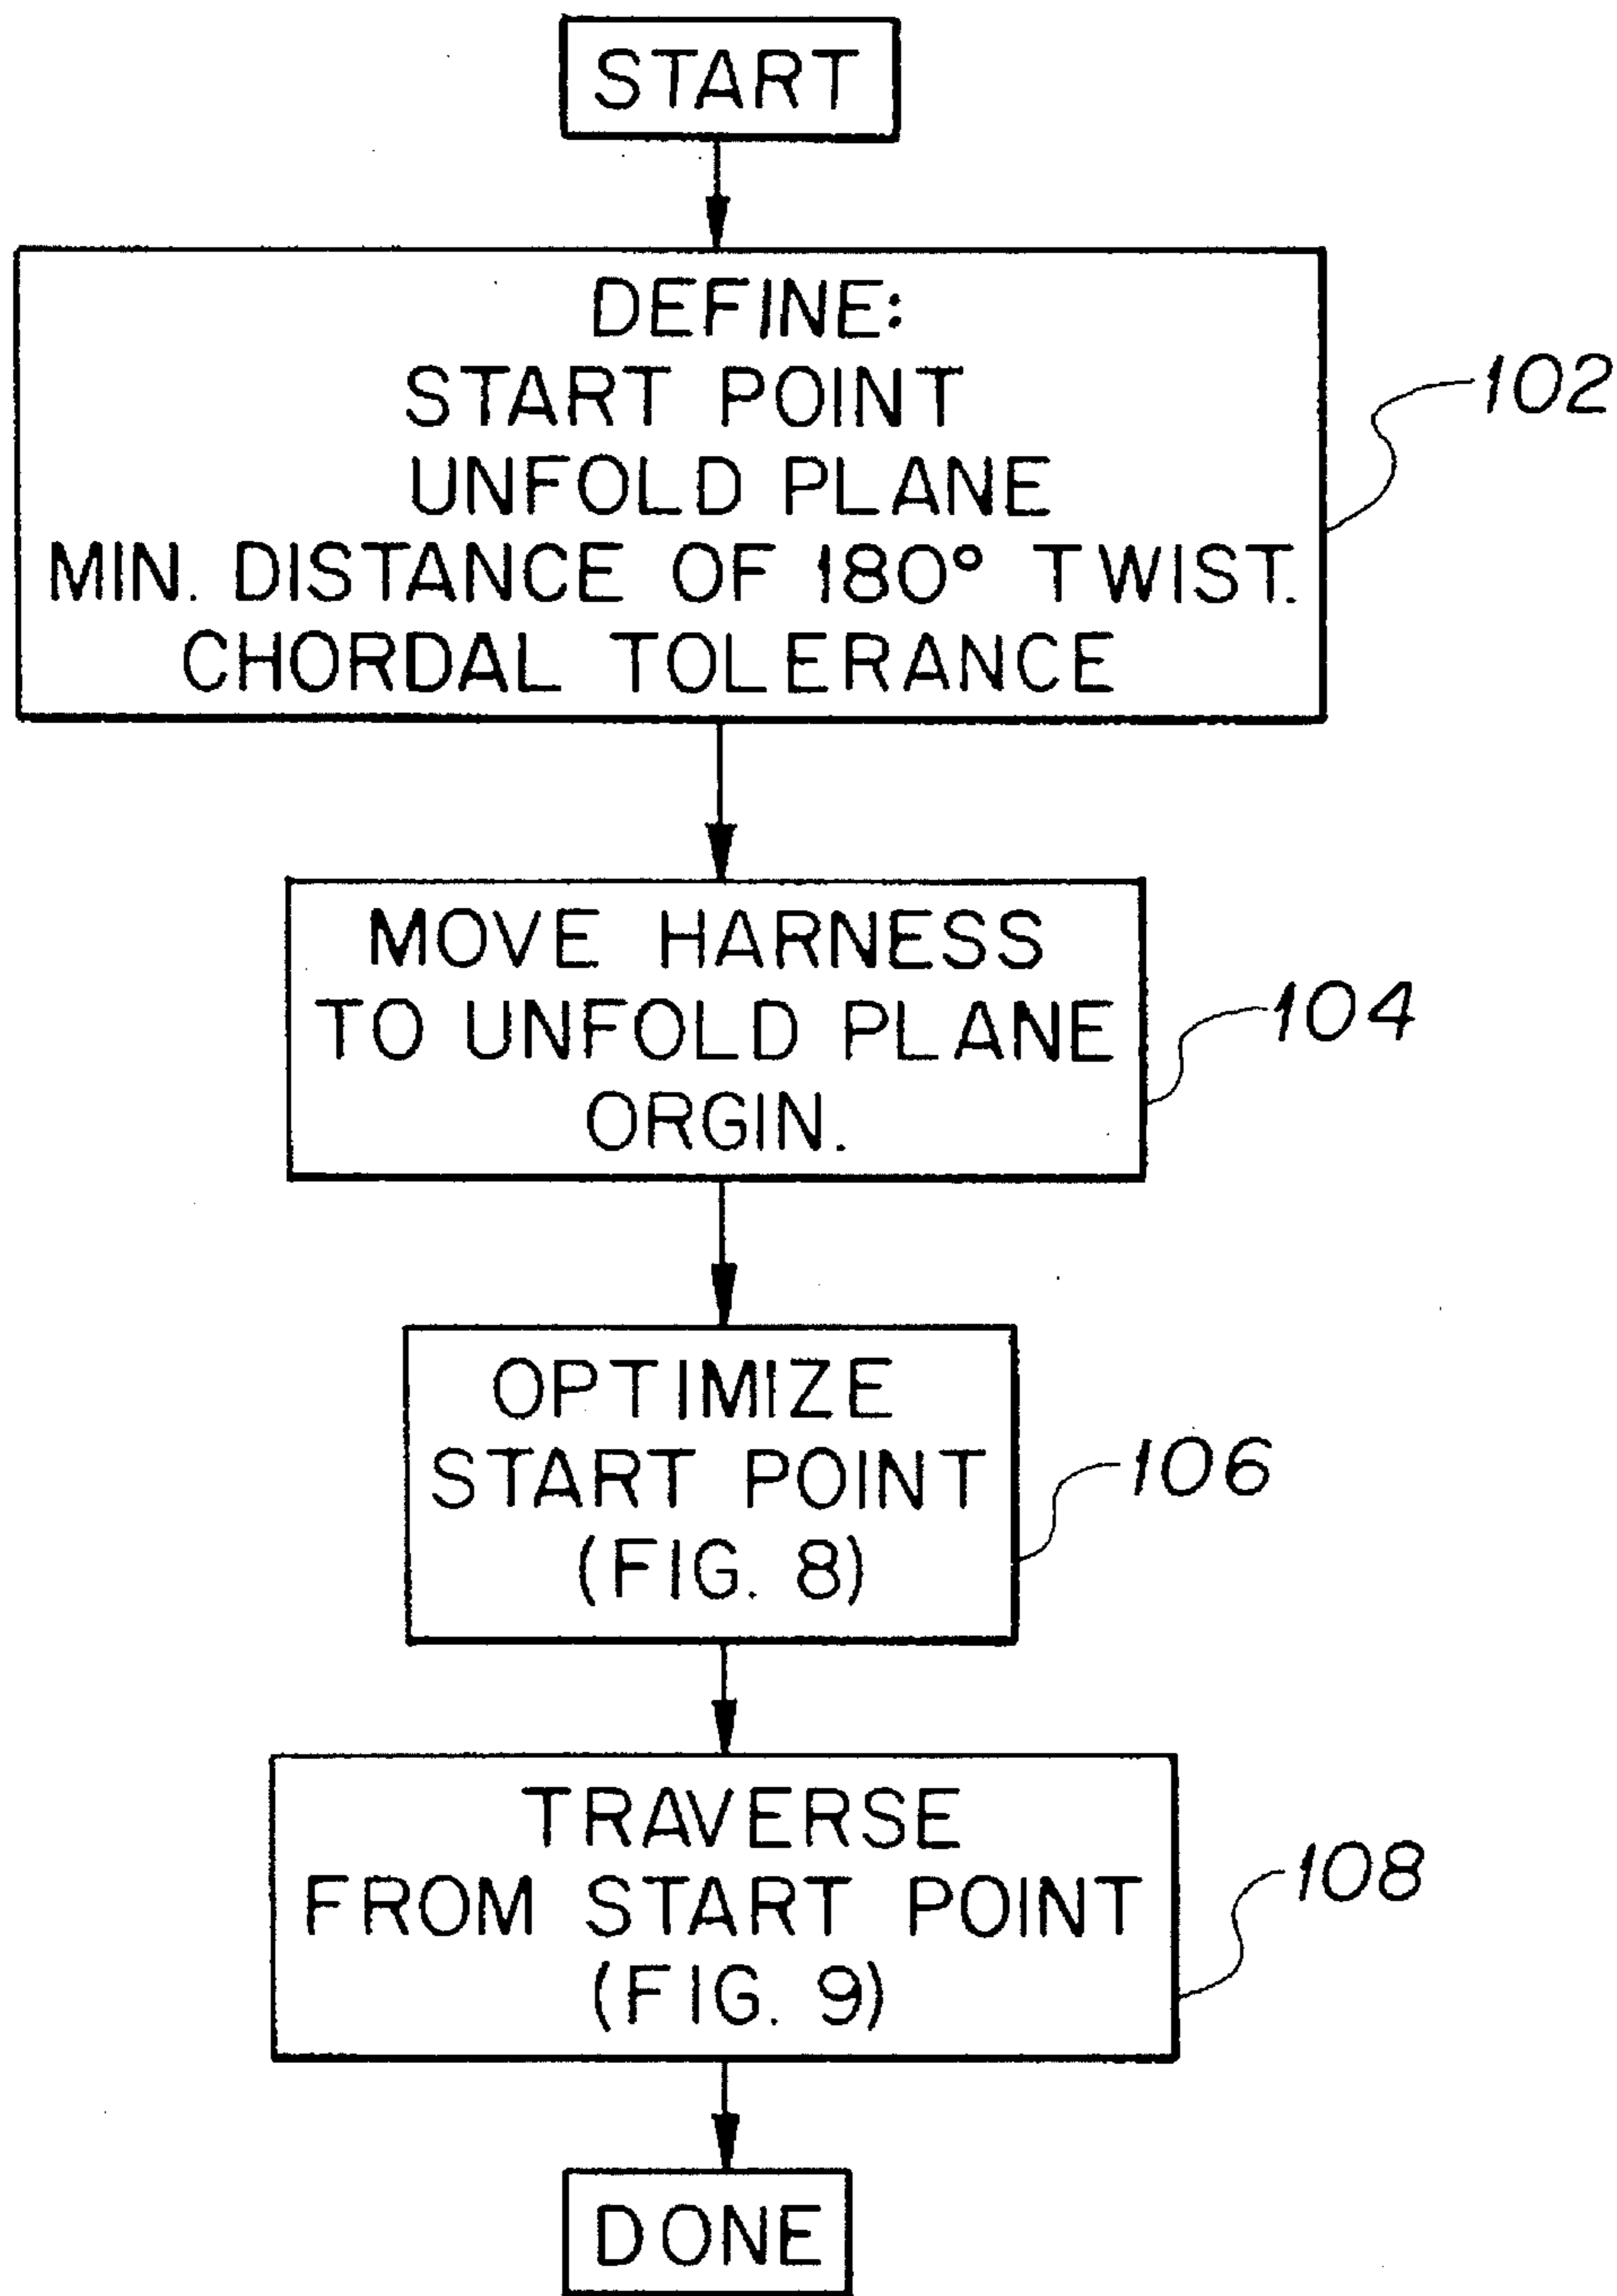 START
DEFINE:
START POINT
UNFOLD PLANE
MIN. DISTANCE OF 180° TWIST.
CHORDAL TOLERANCE
102
MOVE HARNESS
TO UNFOLD PLANE
ORGIN.
104
OPTIMIZE
START POINT
(FIG. 8)
106
TRAVERSE
FROM START POINT
(FIG. 9)
108
DONE